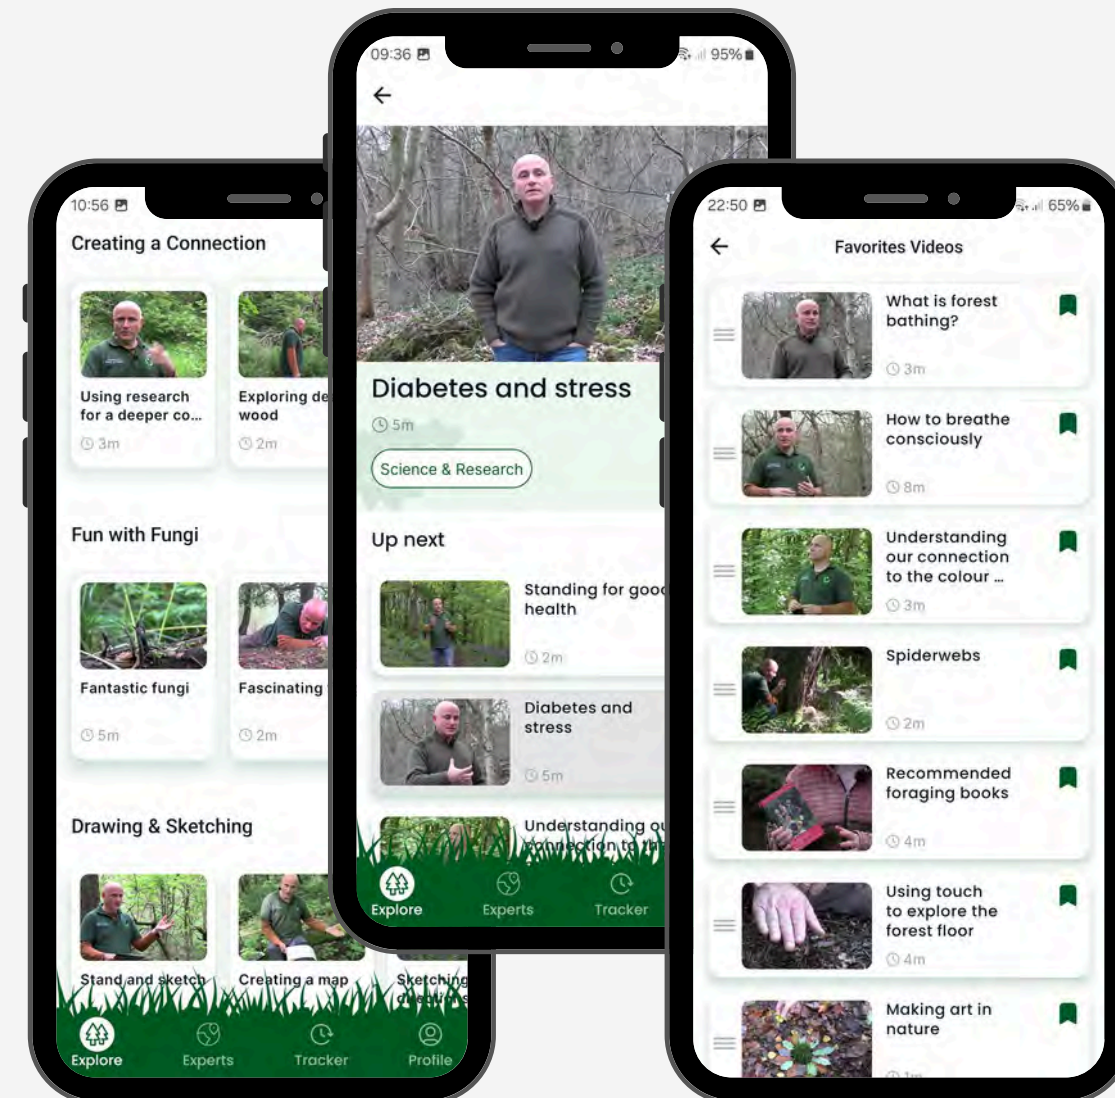 10:56
Creating a Connection
Using research
for a deeper co...
3m
Exploring de
wood
2m
Fun with Fungi
Fantastic fungi
5m
Fascinating
2m
Drawing & Sketching
Stand and sketch
Creating a map
Sketching
Explore
Experts
Tracker
Profile
09:36
95%
Diabetes and stress
5m
Science & Research
Up next
Standing for good
health
2m
Diabetes and
stress
5m
Understanding ou
connection to the
Explore
Experts
Tracker
22:50
65%
Favorites Videos
What is forest
bathing?
3m
How to breathe
consciously
8m
Understanding
our connection
to the colour ...
3m
Spiderwebs
2m
Recommended
foraging books
4m
Using touch
to explore the
forest floor
4m
Making art in
nature